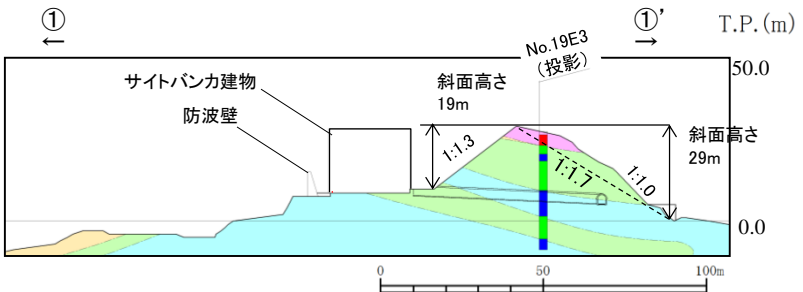 ①
①’
T.P.(m)
←
→
No.19E3
(投影)
50.0
サイトバンカ建物
斜面高さ
19m
防波壁
斜面高さ
29m
1:1.3
1:1.7
1:1.0
0.0
0
50
100m